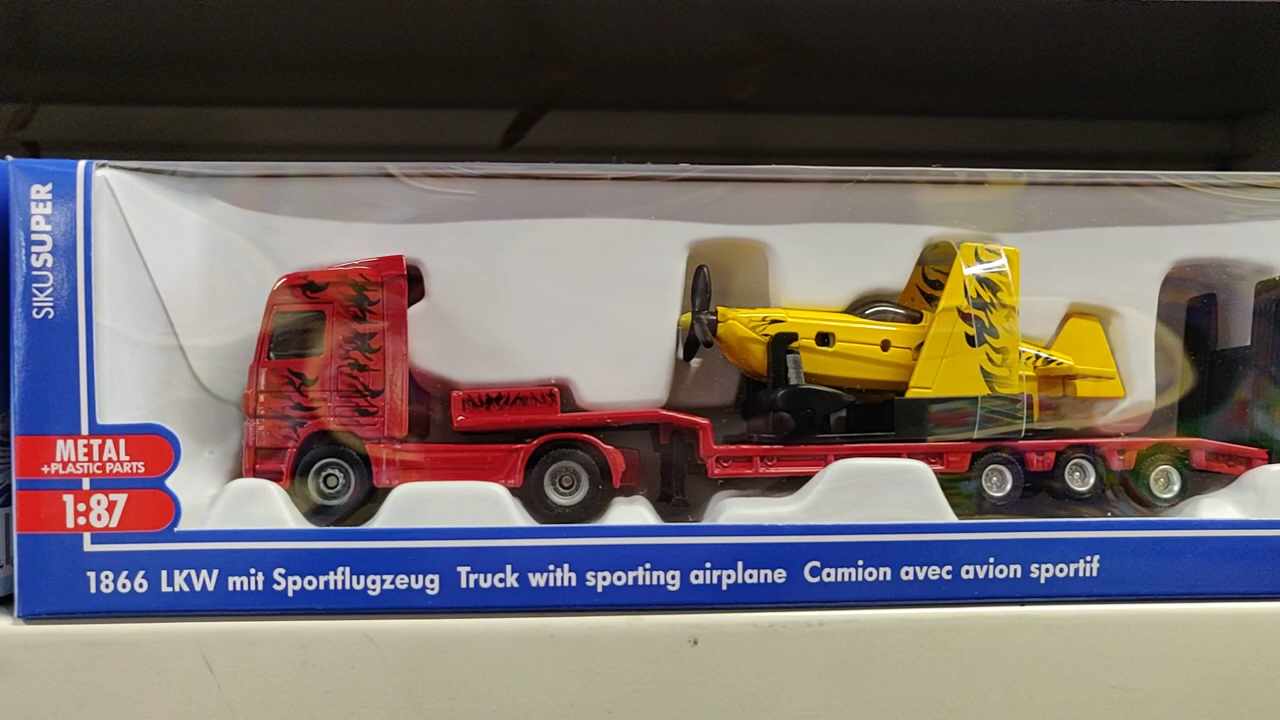 SIKUSUPER
METAL
+PLASTIC PARTS
1:87
1866 LKW mit Sportflugzeug Truck with sporting airplane Camion avec avion sportif